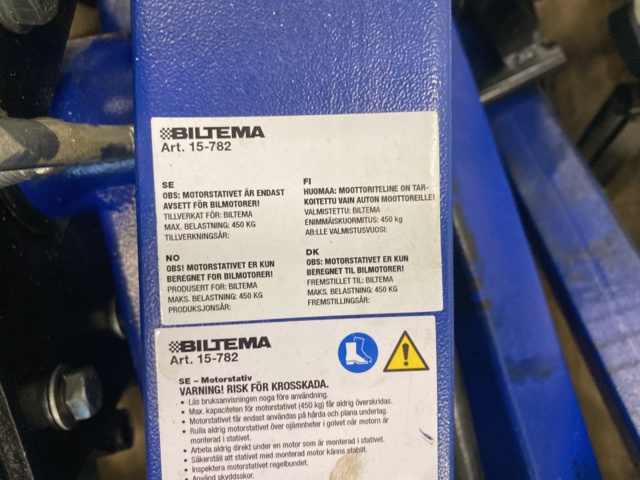 BILTEMA
Art. 15-782
SE
OBS: MOTORSTATIVET ÄR ENDAST
AVSETT FÖR BILMOTORER!
TILLVERKAT FÖR: BILTEMA
MAX. BELASTNING: 450 KG
TILLVERKNINGSÅR:
FI
HUOMAA: MOOTTORITELINE ON TAR-
KOITETTU VAIN AUTON MOOTTOREILLE!
VALMISTETTU: BILTEMA
ENIMMÄISKUORMITUS: 450 kg
AB:LLE VALMISTUSVUOSI:
NO
OBS! MOTORSTATIVET ER KUN
BEREGNET FOR BILMOTORER!
PRODUSERT FOR: BILTEMA
MAKS. BELASTNING: 450 KG
PRODUKSJONSÅR:
DK
OBS: MOTORSTATIVET ER KUN
BEREGNET TIL BILMOTORER!
FREMSTILLET TIL: BILTEMA
MAKS. BELASTNING: 450 KG
FREMSTILLINGSÅR:
BILTEMA
Art. 15-782
SE – Motorstativ
VARNING! RISK FÖR KROSSKADA.
• Läs bruksanvisningen noga före användning.
• Max. kapaciteten för motorstativet (450 kg) får aldrig överskridas.
• Motorstativet får endast användas på hårda och plana underlag.
• Rulla aldrig motorstativet över ojämnheter i golvet när motorn är
monterad i stativet.
• Arbeta aldrig direkt under en motor som är monterad i stativet.
• Säkerställ att stativet med monterad motor känns stabilt.
• Inspektera motorstativet regelbundet.
• Använd skyddsskor.